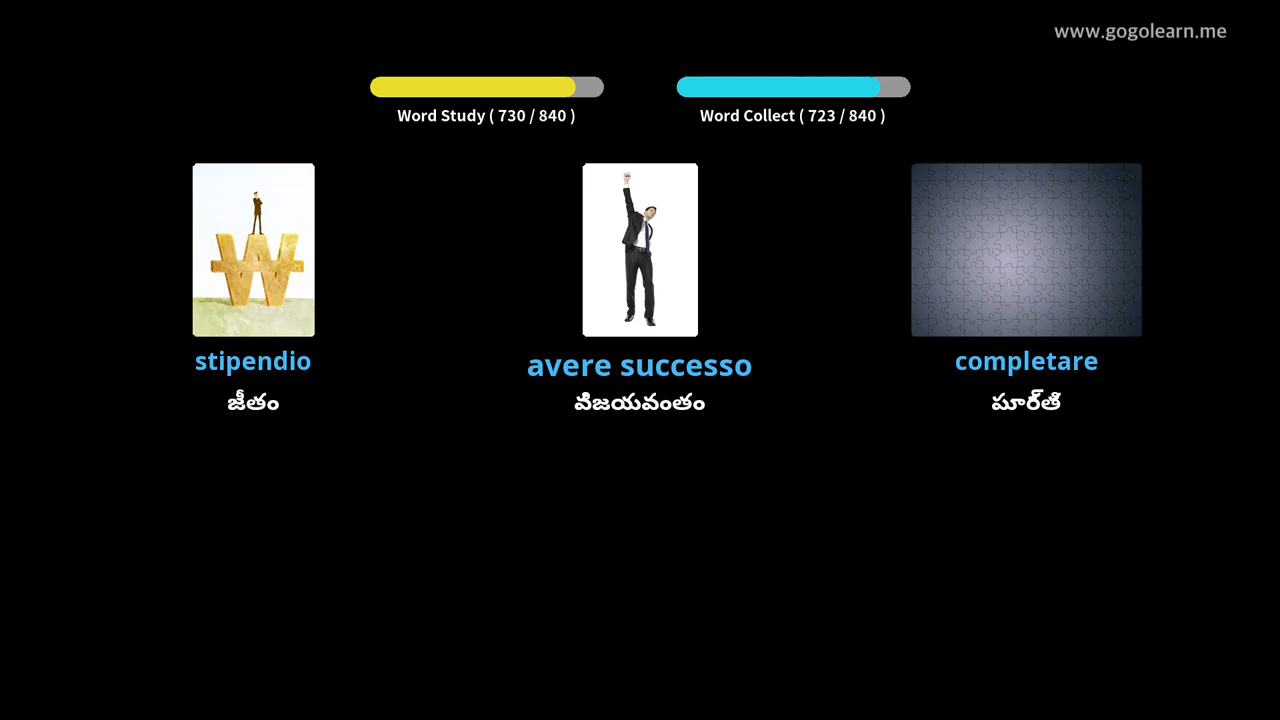 www.gogolearn.me
Word Study ( 730 / 840 )
Word Collect ( 723 / 840 )
stipendio
avere successo
completare
జీతం
విజయవంతం
పూర్తి